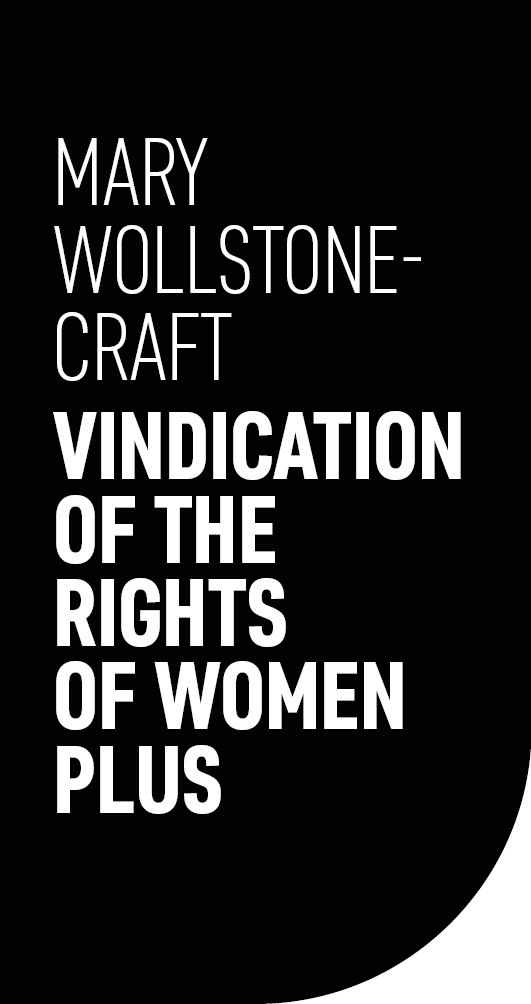 MARY
WOLLSTONE-
CRAFT
VINDICATION
OF THE
RIGHTS
OF WOMEN
PLUS